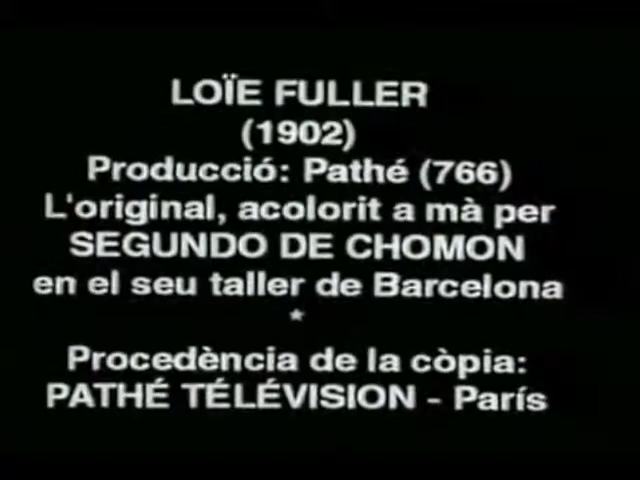 LOÏE FULLER
(1902)
Producció: Pathé (766)
L'original, acolorit a mà per
SEGUNDO DE CHOMON
en el seu taller de Barcelona
*
Procedència de la còpia:
PATHÉ TÉLÉVISION - París